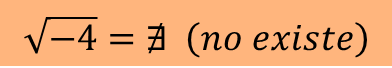 √−4 = ∄ (no existe)